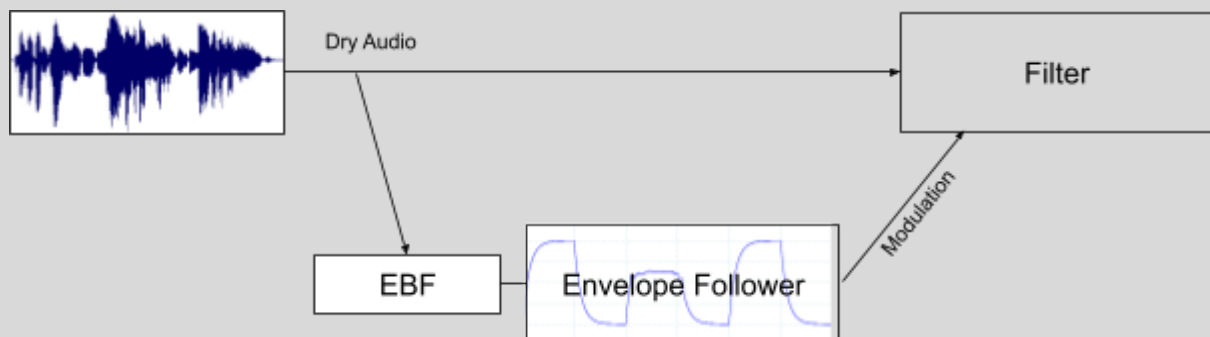 Dry Audio
Filter
Modulation
EBF
Envelope Follower